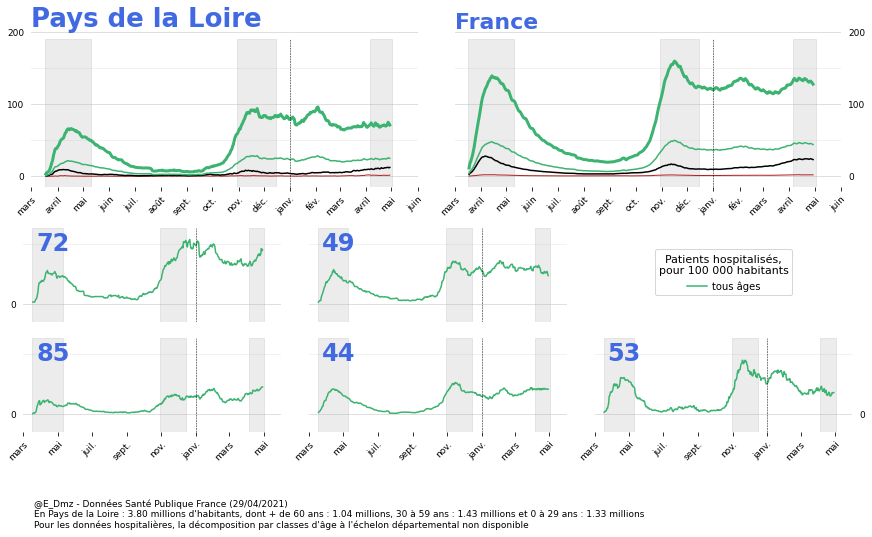 Pays de la Loire
France
200
200
100
100
0
0
mars avril mai juin juil. août sept. oct. nov. déc. janv. fév. mars avril mai juin
mars avril mai juin juil. août sept. oct. nov. déc. janv. fév. mars avril mai juin
72
49
Patients hospitalisés,
pour 100 000 habitants
tous âges
0
85
44
53
0
0
mars mai juil. sept. nov. janv. mars mai
mars mai juil. sept. nov. janv. mars mai
mars mai juil. sept. nov. janv. mars mai
@E_Dmz - Données Santé Publique France (29/04/2021)
En Pays de la Loire : 3.80 millions d'habitants, dont + de 60 ans : 1.04 millions, 30 à 59 ans : 1.43 millions et 0 à 29 ans : 1.33 millions
Pour les données hospitalières, la décomposition par classes d'âge à l'échelon départemental non disponible